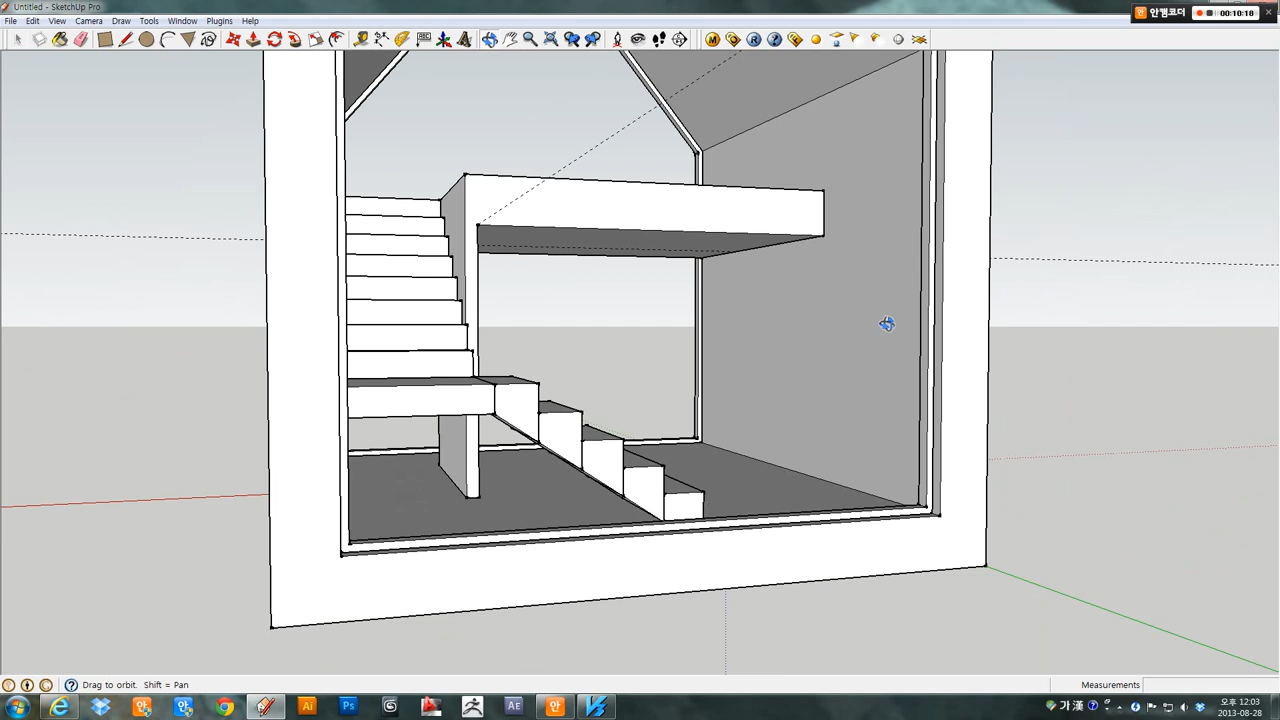 Untitled - SketchUp Pro
안캠코더
00:10:18
File Edit View Camera Draw Tools Window Plugins Help
Drag to orbit. Shift = Pan
Measurements
Ai
Ps
AE
안
가 漢
오후 12:03
2013-08-28